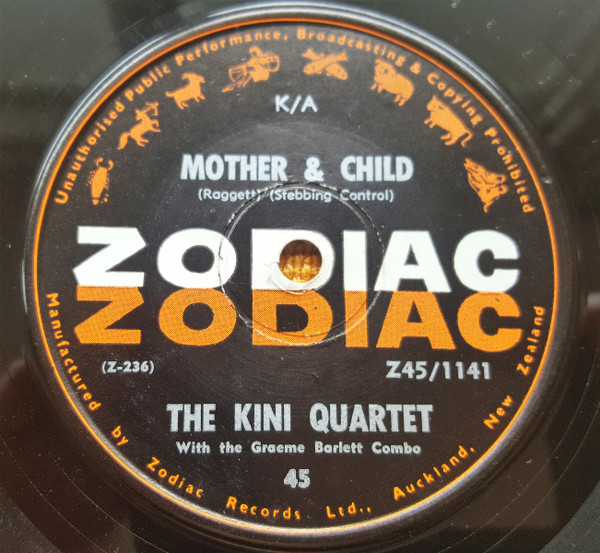 Unauthorised Public Performance, Broadcasting & Copying Prohibited
K/A
MOTHER & CHILD
(Raggett) (Stebbing Control)
ZODIAC
ZODIAC
(Z-236)
Z45/1141
THE KINI QUARTET
With the Graeme Barlett Combo
45
Manufactured by Zodiac Records Ltd., Auckland, New Zealand